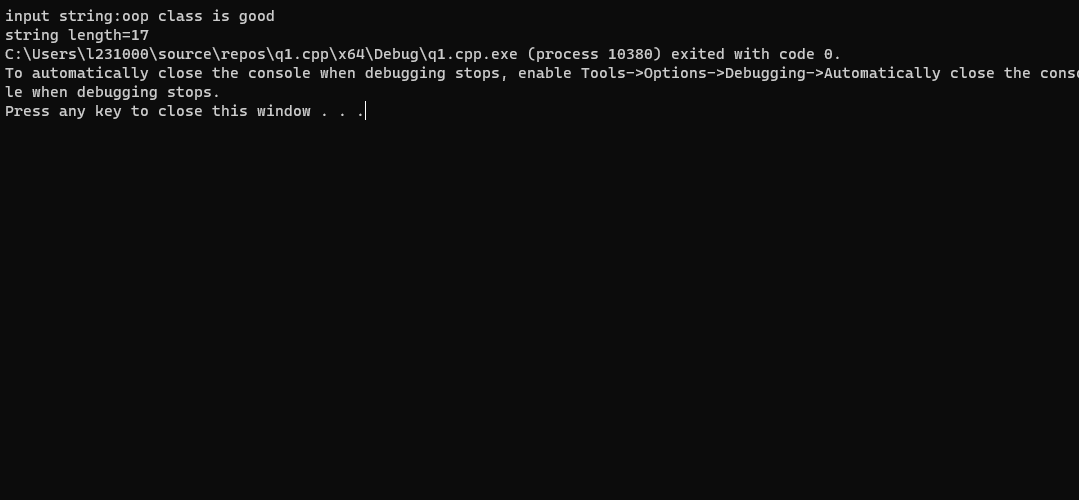 input string:oop class is good
string length=17
C:\Users\l231000\source\repos\q1.cpp\x64\Debug\q1.cpp.exe (process 10380) exited with code 0.
To automatically close the console when debugging stops, enable Tools->Options->Debugging->Automatically close the conso
le when debugging stops.
Press any key to close this window . . .